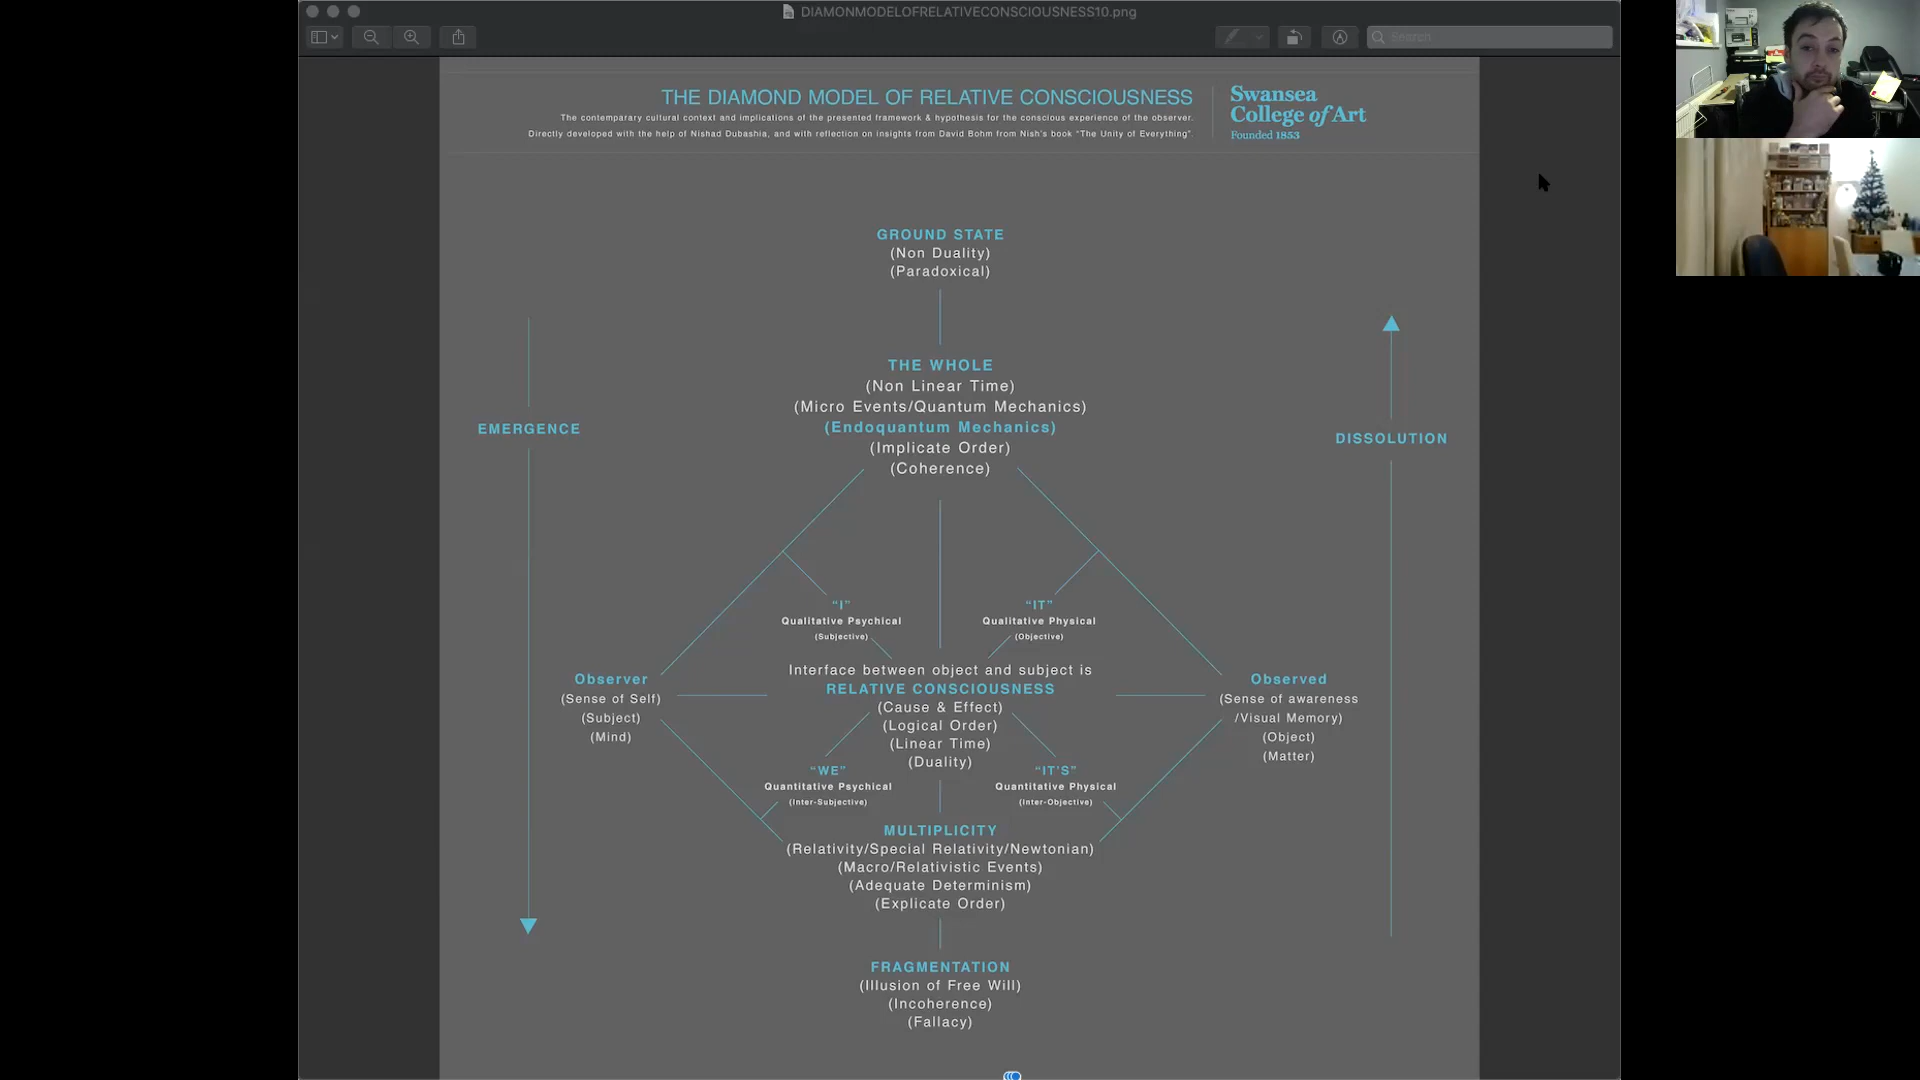 DIAMONMODELOFRELATIVECONSCIOUSNESS10.png
Search
THE DIAMOND MODEL OF RELATIVE CONSCIOUSNESS
The contemparary cultural context and implications of the presented framework & hypothesis for the conscious experience of the observer.
Directly developed with the help of Nishad Dubashia, and with reflection on insights from David Bohm from Nish's book "The Unity of Everything".
Swansea
College of Art
Founded 1853
GROUND STATE
(Non Duality)
(Paradoxical)
THE WHOLE
(Non Linear Time)
(Micro Events/Quantum Mechanics)
(Endoquantum Mechanics)
(Implicate Order)
(Coherence)
EMERGENCE
DISSOLUTION
"I"
Qualitative Psychical
(Subjective)
"IT"
Qualitative Physical
(Objective)
Observer
(Sense of Self)
(Subject)
(Mind)
Interface between object and subject is
RELATIVE CONSCIOUSNESS
(Cause & Effect)
(Logical Order)
(Linear Time)
(Duality)
Observed
(Sense of awareness
/Visual Memory)
(Object)
(Matter)
"WE"
Quantitative Psychical
(Inter-Subjective)
"IT'S"
Quantitative Physical
(Inter-Objective)
MULTIPLICITY
(Relativity/Special Relativity/Newtonian)
(Macro/Relativistic Events)
(Adequate Determinism)
(Explicate Order)
FRAGMENTATION
(Illusion of Free Will)
(Incoherence)
(Fallacy)